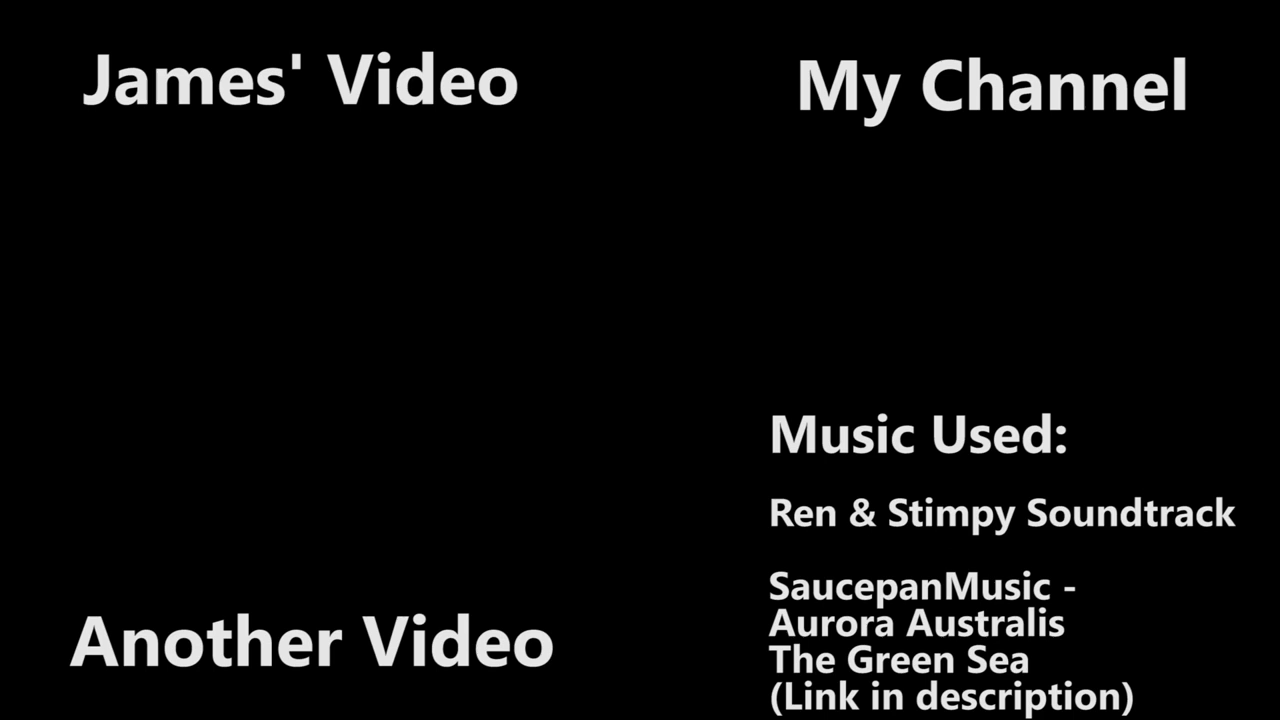 James' Video
My Channel
Music Used:
Ren & Stimpy Soundtrack
SaucepanMusic -
Aurora Australis
The Green Sea
(Link in description)
Another Video